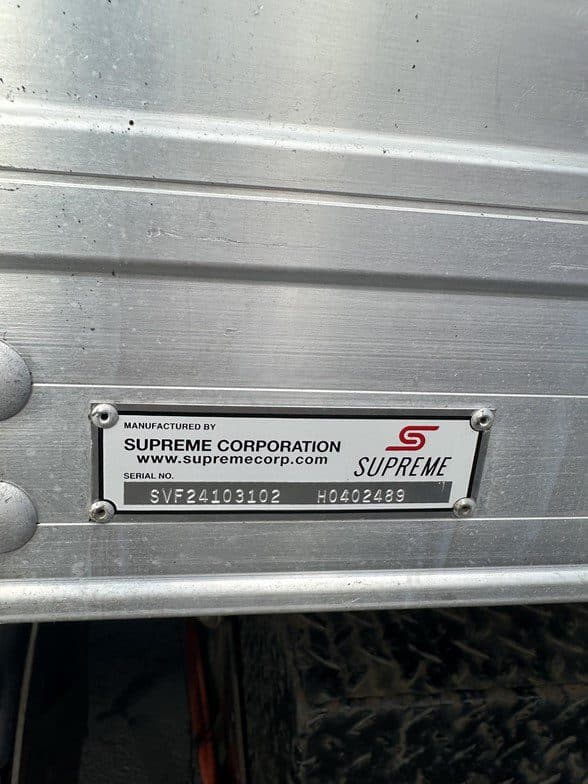 MANUFACTURED BY
SUPREME CORPORATION
www.supremecorp.com
SUPREME
SERIAL NO.
SVF24103102 H0402489